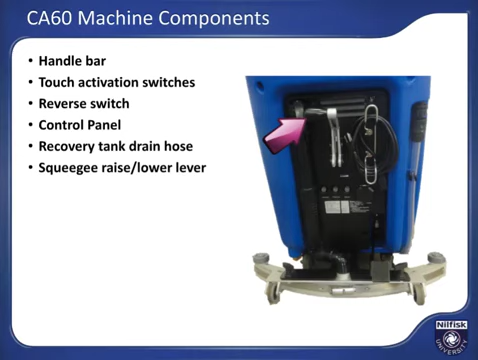 CA60 Machine Components
• Handle bar
• Touch activation switches
• Reverse switch
• Control Panel
• Recovery tank drain hose
• Squeegee raise/lower lever
Nilfisk
UNIVERSITY